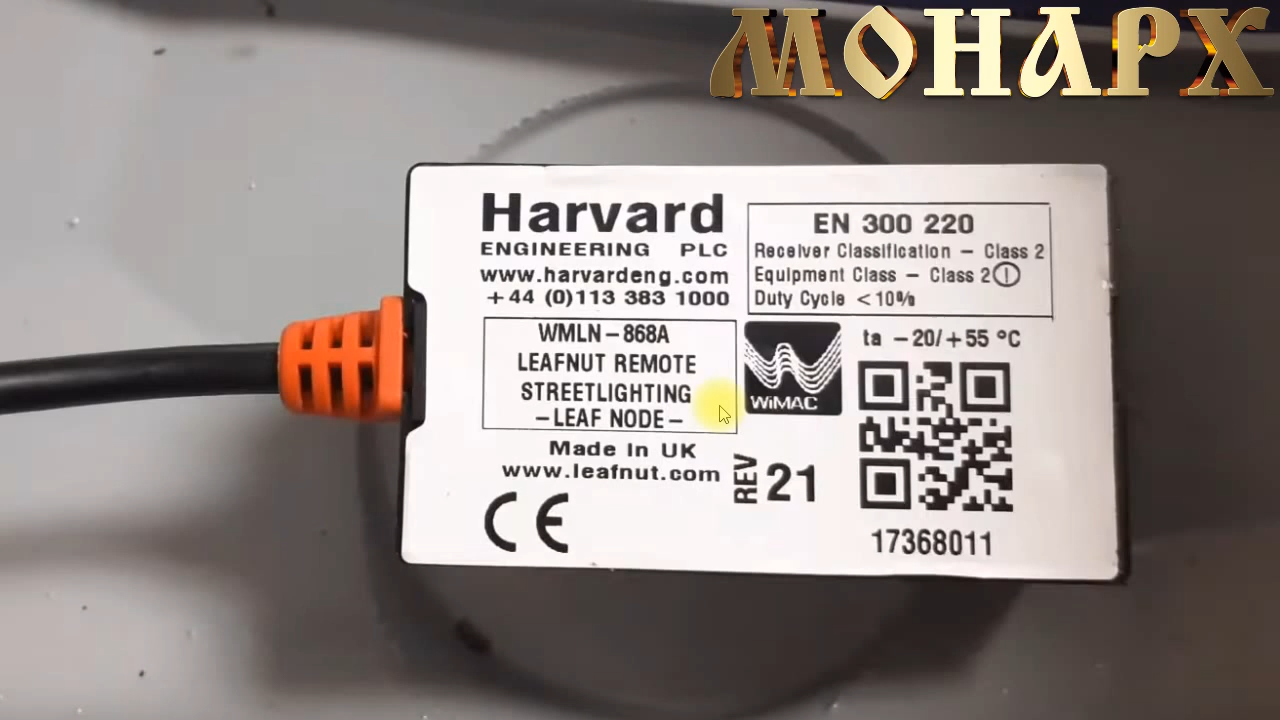 МОНАРХ
Harvard
ENGINEERING PLC
www.harvardeng.com
+44 (0)113 383 1000
EN 300 220
Receiver Classification – Class 2
Equipment Class – Class 2
Duty Cycle <10%
WMLN-868A
LEAFNUT REMOTE
STREETLIGHTING
-LEAF NODE-
WiMAC
ta -20/+55 °C
Made In UK
www.leafnut.com
REV 21
CE
17368011